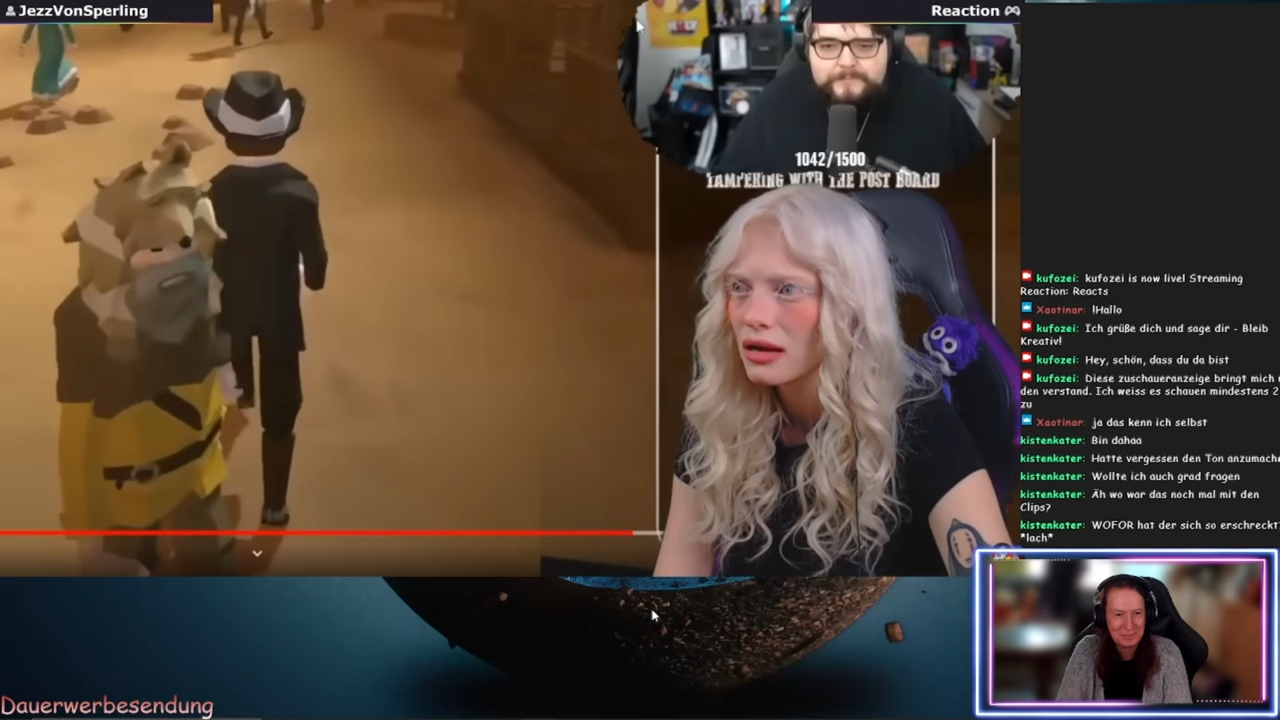 JezzVonSperling
Reaction
1042/1500
TAMPERING WITH THE POST BOARD
kufozei: kufozei is now live! Streaming
Reaction: Reacts
Xaotinar: !Hallo
kufozei: Ich grüße dich und sage dir - Bleib
Kreativ!
kufozei: Hey, schön, dass du da bist
kufozei: Diese zuschaueranzeige bringt mich
den verstand. Ich weiss es schauen mindestens 2
zu
Xaotinar: ja das kenn ich selbst
kistenkater: Bin dahaa
kistenkater: Hatte vergessen den Ton anzumache
kistenkater: Wollte ich auch grad fragen
kistenkater: Äh wo war das noch mal mit den
Clips?
kistenkater: WOFOR hat der sich so erschreckt
*lach*
Dauerwerbesendung